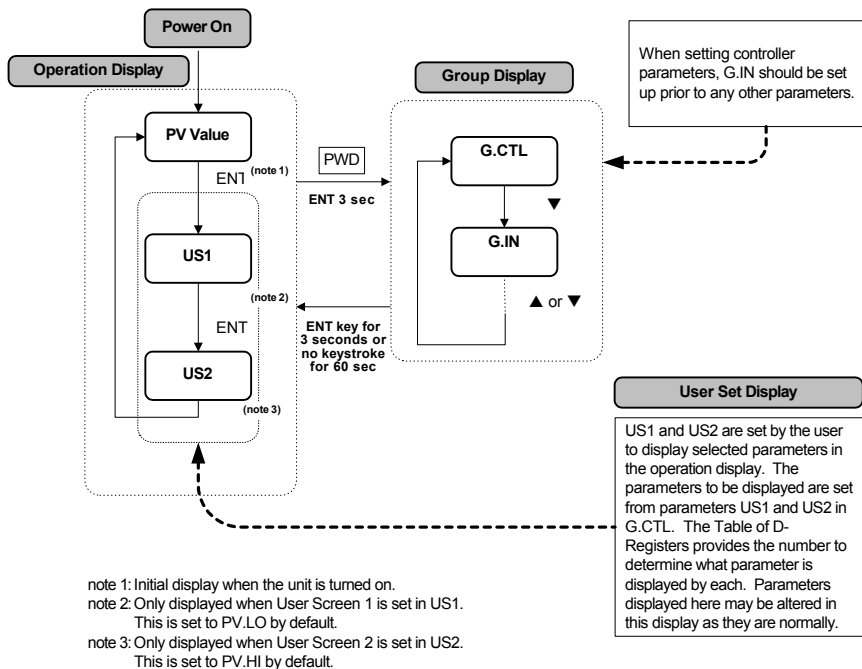 Power On
Operation Display
Group Display
When setting controller
parameters, G.IN should be set
up prior to any other parameters.
PV Value
ENT (note 1)
PWD
ENT 3 sec
G.CTL
▼
G.IN
▲ or ▼
US1
(note 2)
ENT
US2
(note 3)
ENT key for
3 seconds or
no keystroke
for 60 sec
User Set Display
US1 and US2 are set by the user
to display selected parameters in
the operation display. The
parameters to be displayed are set
from parameters US1 and US2 in
G.CTL. The Table of D-
Registers provides the number to
determine what parameter is
displayed by each. Parameters
displayed here may be altered in
this display as they are normally.
note 1: Initial display when the unit is turned on.
note 2: Only displayed when User Screen 1 is set in US1.
This is set to PV.LO by default.
note 3: Only displayed when User Screen 2 is set in US2.
This is set to PV.HI by default.